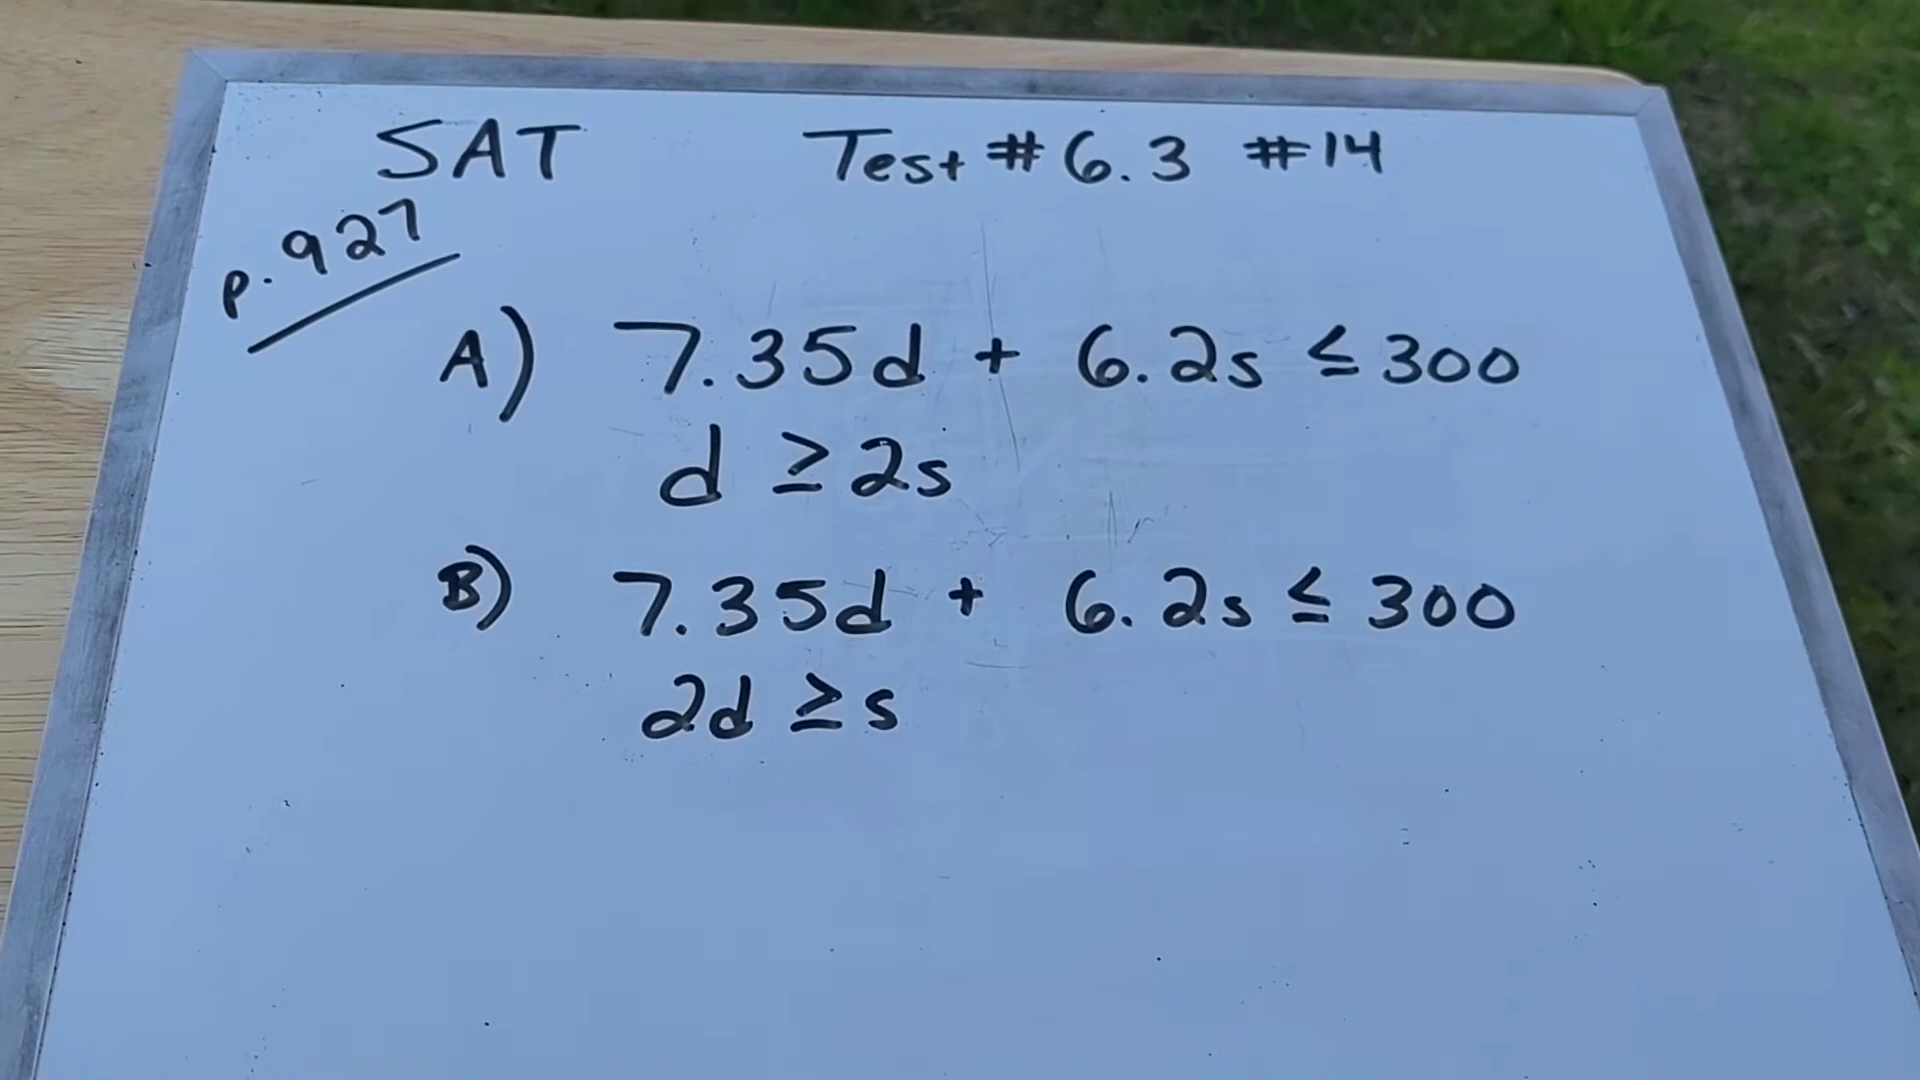 SAT Test # 6.3 #14
p. 927
A) 7.35d + 6.2s ≤ 300
d ≥ 2s
B) 7.35d + 6.2s ≤ 300
2d ≥ s